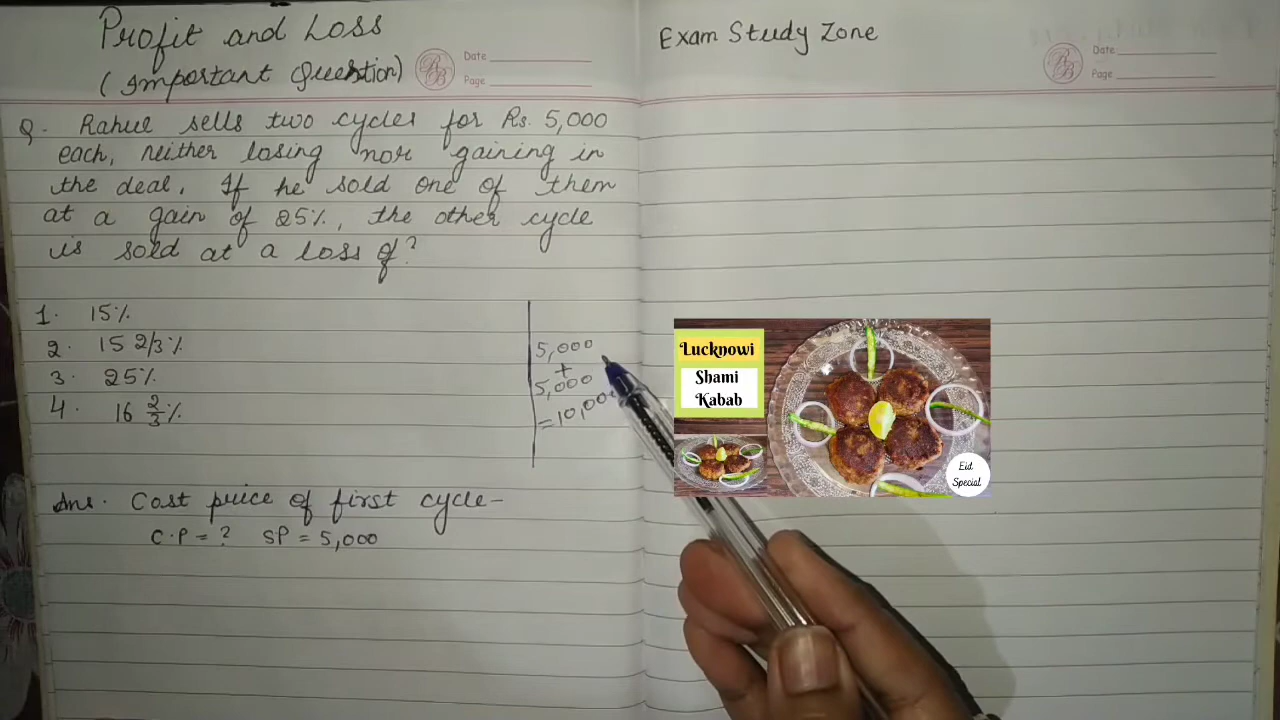 Profit and Loss
(Important Question)
Date
Page
Exam Study Zone
Date
Page
Q. Rahul sells two cycles for Rs. 5,000
each, neither losing nor gaining in
the deal. If he sold one of them
at a gain of 25%, the other cycle
is sold at a loss of?
1. 15%
2. 15 2/3%
3. 25%
4. 16 2/3%
5,000
+
5,000
=10,000
Lucknowi
Shami
Kabab
Eid
Special
Ans. Cost price of first cycle-
C.P = ? SP = 5,000